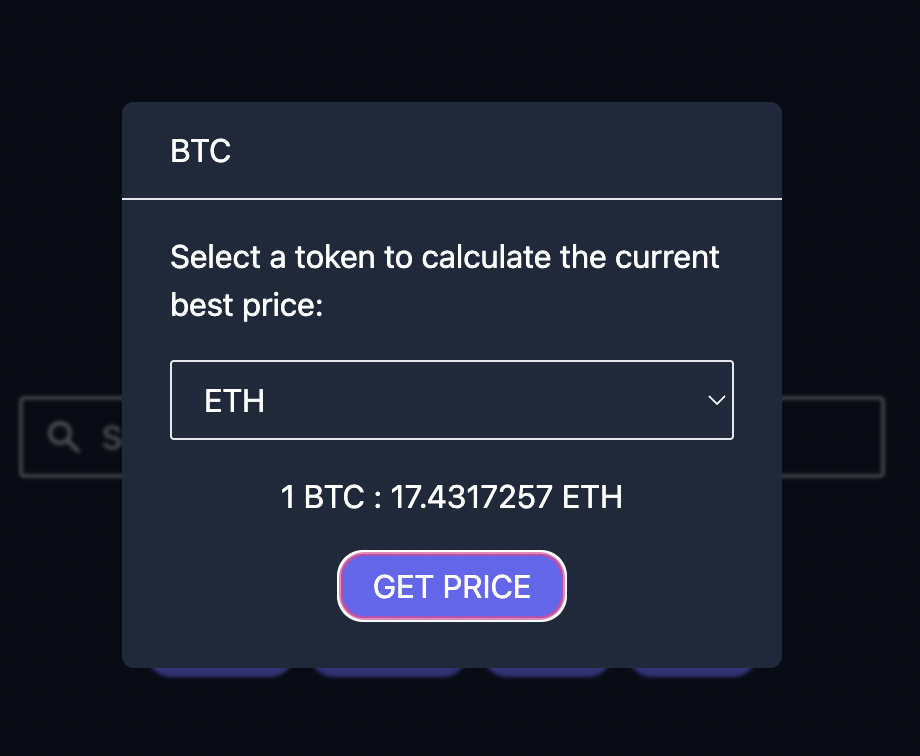 BTC
Select a token to calculate the current
best price:
ETH
S
1 BTC : 17.4317257 ETH
GET PRICE